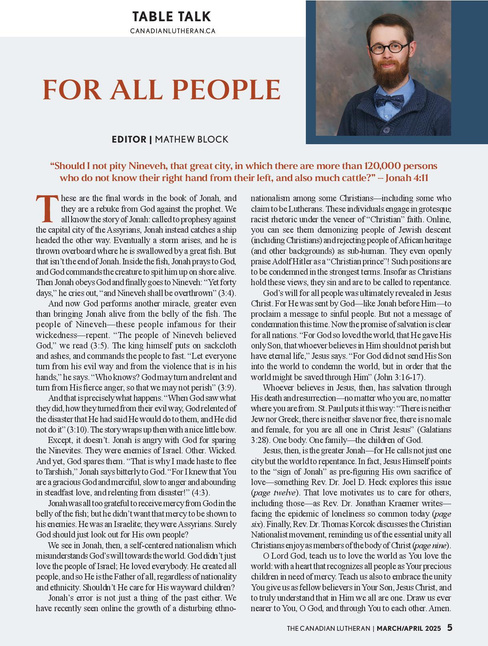 TABLE TALK
CANADIANLUTHERAN.CA
FOR ALL PEOPLE
EDITOR | MATHEW BLOCK
“Should I not pity Nineveh, that great city, in which there are more than 120,000 persons
who do not know their right hand from their left, and also much cattle?” – Jonah 4:11
These are the final words in the book of Jonah, and
they are a rebuke from God against the prophet. We
all know the story of Jonah: called to prophesy against
the capital city of the Assyrians, Jonah instead catches a ship
headed the other way. Eventually a storm arises, and he is
thrown overboard where he is swallowed by a great fish. But
that isn’t the end of Jonah. Inside the fish, Jonah prays to God,
and God commands the creature to spit him up on shore alive.
Then Jonah obeys God and finally goes to Nineveh: “Yet forty
days,” he cries out, “and Nineveh shall be overthrown” (3:4).
And now God performs another miracle, greater even
than bringing Jonah alive from the belly of the fish. The
people of Nineveh—these people infamous for their
wickedness—repent. “The people of Nineveh believed
God,” we read (3:5). The king himself puts on sackcloth
and ashes, and commands the people to fast. “Let everyone
turn from his evil way and from the violence that is in his
hands,” he says. “Who knows? God may turn and relent and
turn from His fierce anger, so that we may not perish” (3:9).
And that is precisely what happens. “When God saw what
they did, how they turned from their evil way, God relented of
the disaster that He had said He would do to them, and He did
not do it” (3:10). The story wraps up then with a nice little bow.
Except, it doesn’t. Jonah is angry with God for sparing
the Ninevites. They were enemies of Israel. Other. Wicked.
And yet, God spares them. “That is why I made haste to flee
to Tarshish,” Jonah says bitterly to God. “For I knew that You
are a gracious God and merciful, slow to anger and abounding
in steadfast love, and relenting from disaster!” (4:3).
Jonah was all too grateful to receive mercy from God in the
belly of the fish; but he didn’t want that mercy to be shown to
his enemies. He was an Israelite; they were Assyrians. Surely
God should just look out for His own people?
We see in Jonah, then, a self-centered nationalism which
misunderstands God’s will towards the world. God didn’t just
love the people of Israel; He loved everybody. He created all
people, and so He is the Father of all, regardless of nationality
and ethnicity. Shouldn’t He care for His wayward children?
Jonah’s error is not just a thing of the past either. We
have recently seen online the growth of a disturbing ethno-
nationalism among some Christians—including some who
claim to be Lutherans. These individuals engage in grotesque
racist rhetoric under the veneer of “Christian” faith. Online,
you can see them demonizing people of Jewish descent
(including Christians) and rejecting people of African heritage
(and other backgrounds) as sub-human. They even openly
praise Adolf Hitler as a “Christian prince”! Such positions are
to be condemned in the strongest terms. Insofar as Christians
hold these views, they sin and are to be called to repentance.
God’s will for all people was ultimately revealed in Jesus
Christ. For He was sent by God—like Jonah before Him—to
proclaim a message to sinful people. But not a message of
condemnation this time. Now the promise of salvation is clear
for all nations. “For God so loved the world, that He gave His
only Son, that whoever believes in Him should not perish but
have eternal life,” Jesus says. “For God did not send His Son
into the world to condemn the world, but in order that the
world might be saved through Him” (John 3:16-17).
Whoever believes in Jesus, then, has salvation through
His death and resurrection—no matter who you are, no matter
where you are from. St. Paul puts it this way: “There is neither
Jew nor Greek, there is neither slave nor free, there is no male
and female, for you are all one in Christ Jesus” (Galatians
3:28). One body. One family—the children of God.
Jesus, then, is the greater Jonah—for He calls not just one
city but the world to repentance. In fact, Jesus Himself points
to the “sign of Jonah” as pre-figuring His own sacrifice of
love—something Rev. Dr. Joel D. Heck explores this issue
(page twelve). That love motivates us to care for others,
including those—as Rev. Dr. Jonathan Kraemer writes—
facing the epidemic of loneliness so common today (page
six). Finally, Rev. Dr. Thomas Korcok discusses the Christian
Nationalist movement, reminding us of the essential unity all
Christians enjoy as members of the body of Christ (page nine).
O Lord God, teach us to love the world as You love the
world: with a heart that recognizes all people as Your precious
children in need of mercy. Teach us also to embrace the unity
You give us as fellow believers in Your Son, Jesus Christ, and
to truly understand that in Him we all are one. Draw us ever
nearer to You, O God, and through You to each other. Amen.
THE CANADIAN LUTHERAN | MARCH/APRIL 2025 5